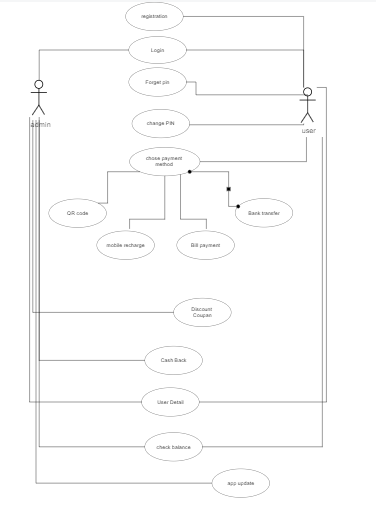 registration
Login
Forget pin
admin
user
change PIN
chose payment
method
QR code
Bank transfer
mobile recharge
Bill payment
Discount
Coupan
Cash Back
User Detail
check balance
app update